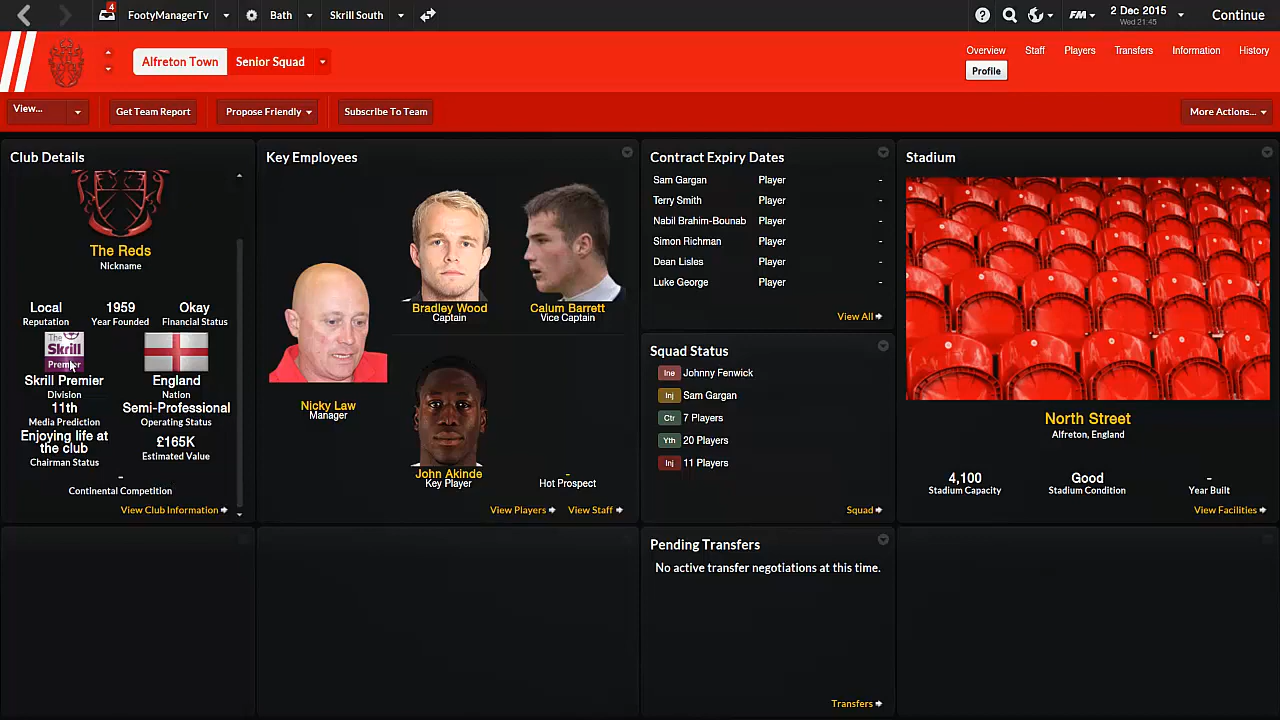 4
FootyManagerTv
Bath
Skrill South
FM
2 Dec 2015
Wed 21:45
Continue
Alfreton Town
Senior Squad
Overview
Staff
Players
Transfers
Information
History
Profile
View...
Get Team Report
Propose Friendly
Subscribe To Team
More Actions...
Club Details
The Reds
Nickname
Local
Reputation
1959
Year Founded
Okay
Financial Status
The
Skrill
Premier
Skrill Premier
Division
England
Nation
11th
Media Prediction
Semi-Professional
Operating Status
Enjoying life at
the club
Chairman Status
£165K
Estimated Value
-
Continental Competition
View Club Information
Key Employees
Nicky Law
Manager
Bradley Wood
Captain
Calum Barrett
Vice Captain
John Akinde
Key Player
-
Hot Prospect
View Players
View Staff
Contract Expiry Dates
Sam Gargan Player -
Terry Smith Player -
Nabil Brahim-Bounab Player -
Simon Richman Player -
Dean Lisles Player -
Luke George Player -
View All
Squad Status
Ine Johnny Fenwick
Inj Sam Gargan
Ctr 7 Players
Yth 20 Players
Inj 11 Players
Squad
Stadium
North Street
Alfreton, England
4,100
Stadium Capacity
Good
Stadium Condition
-
Year Built
View Facilities
Pending Transfers
No active transfer negotiations at this time.
Transfers